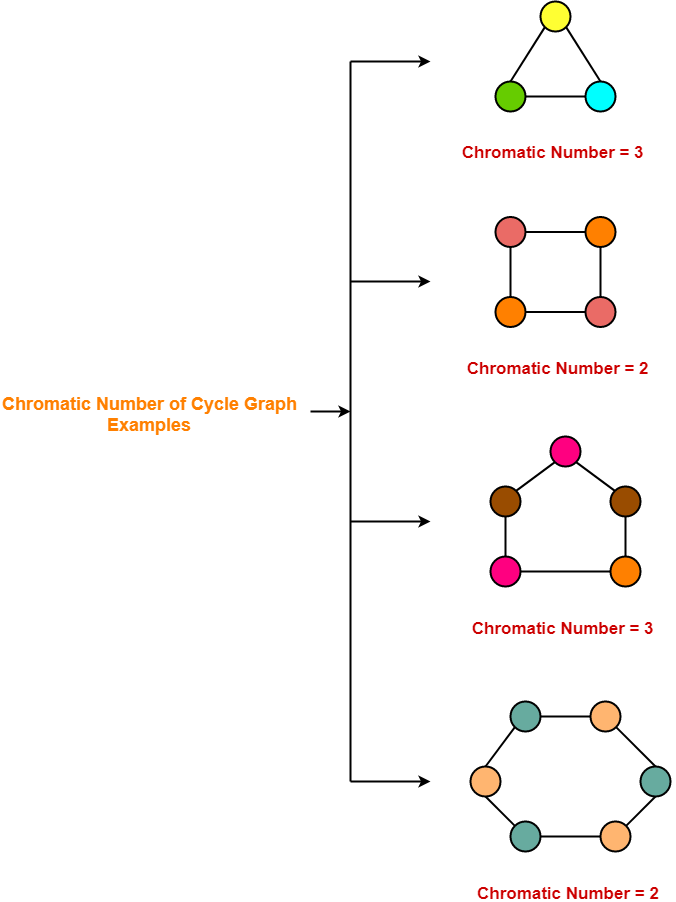 Chromatic Number of Cycle Graph
Examples
Chromatic Number = 3
Chromatic Number = 2
Chromatic Number = 3
Chromatic Number = 2